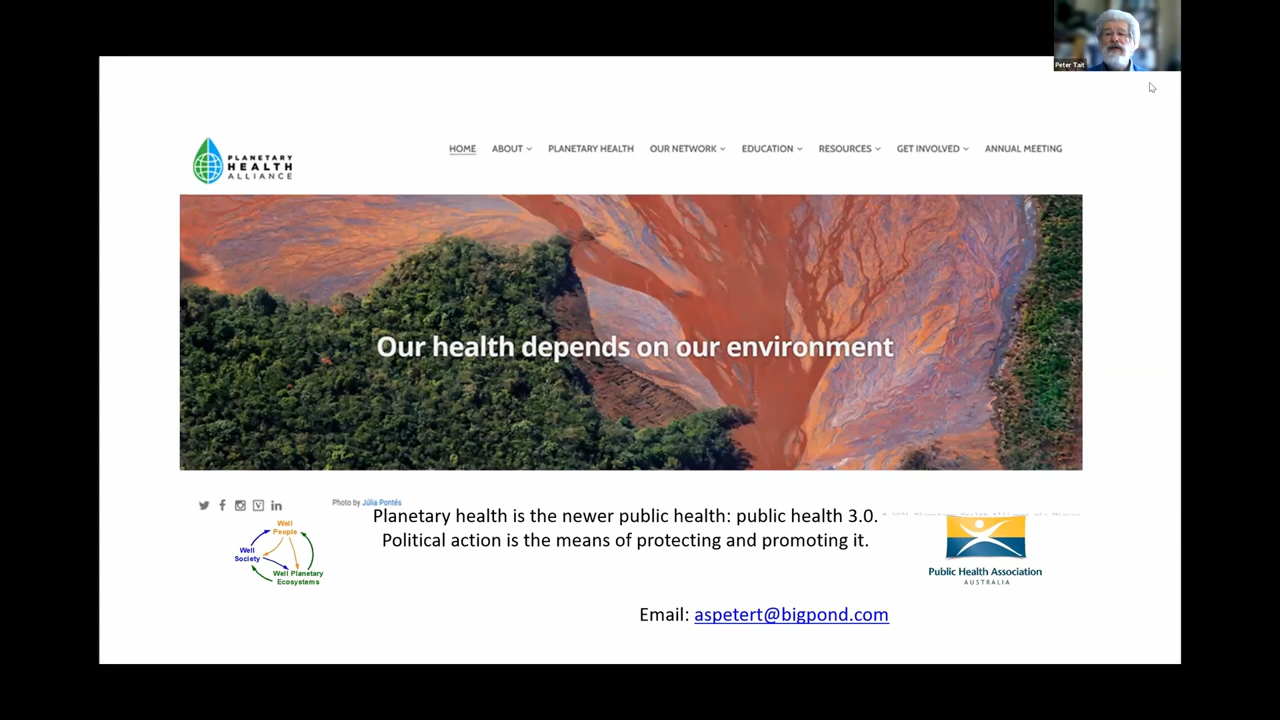 Peter Tait
PLANETARY
HEALTH
ALLIANCE
HOME ABOUT PLANETARY HEALTH OUR NETWORK EDUCATION RESOURCES GET INVOLVED ANNUAL MEETING
Our health depends on our environment
Photo by Júlia Pontés
Planetary health is the newer public health: public health 3.0.
Political action is the means of protecting and promoting it.
Well
People
Well
Society
Well Planetary
Ecosystems
Public Health Association
AUSTRALIA
Email: aspetert@bigpond.com